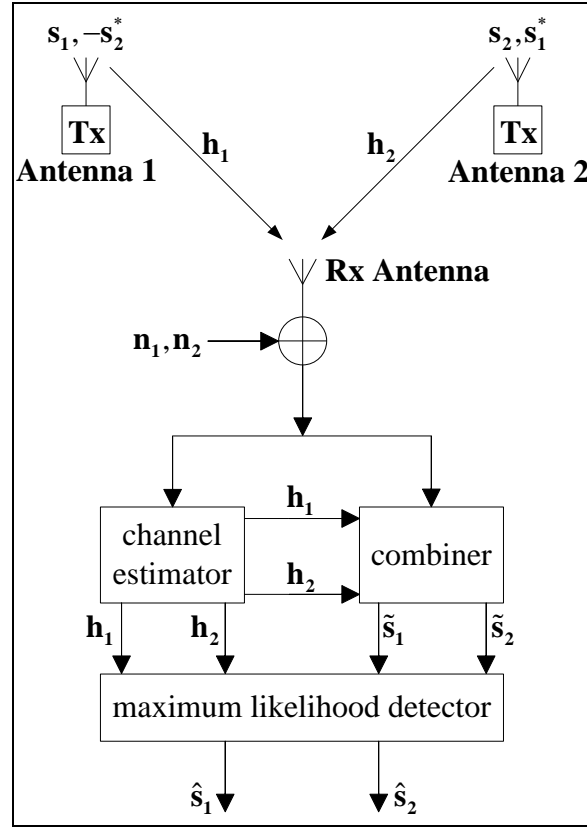 s₁, −s₂* s₂, s₁*
Tx Tx
Antenna 1 Antenna 2
h₁ h₂
Rx Antenna
n₁, n₂
h₁
channel estimator
combiner
h₂
h₁ h₂ s̃₁ s̃₂
maximum likelihood detector
ŝ₁ ŝ₂